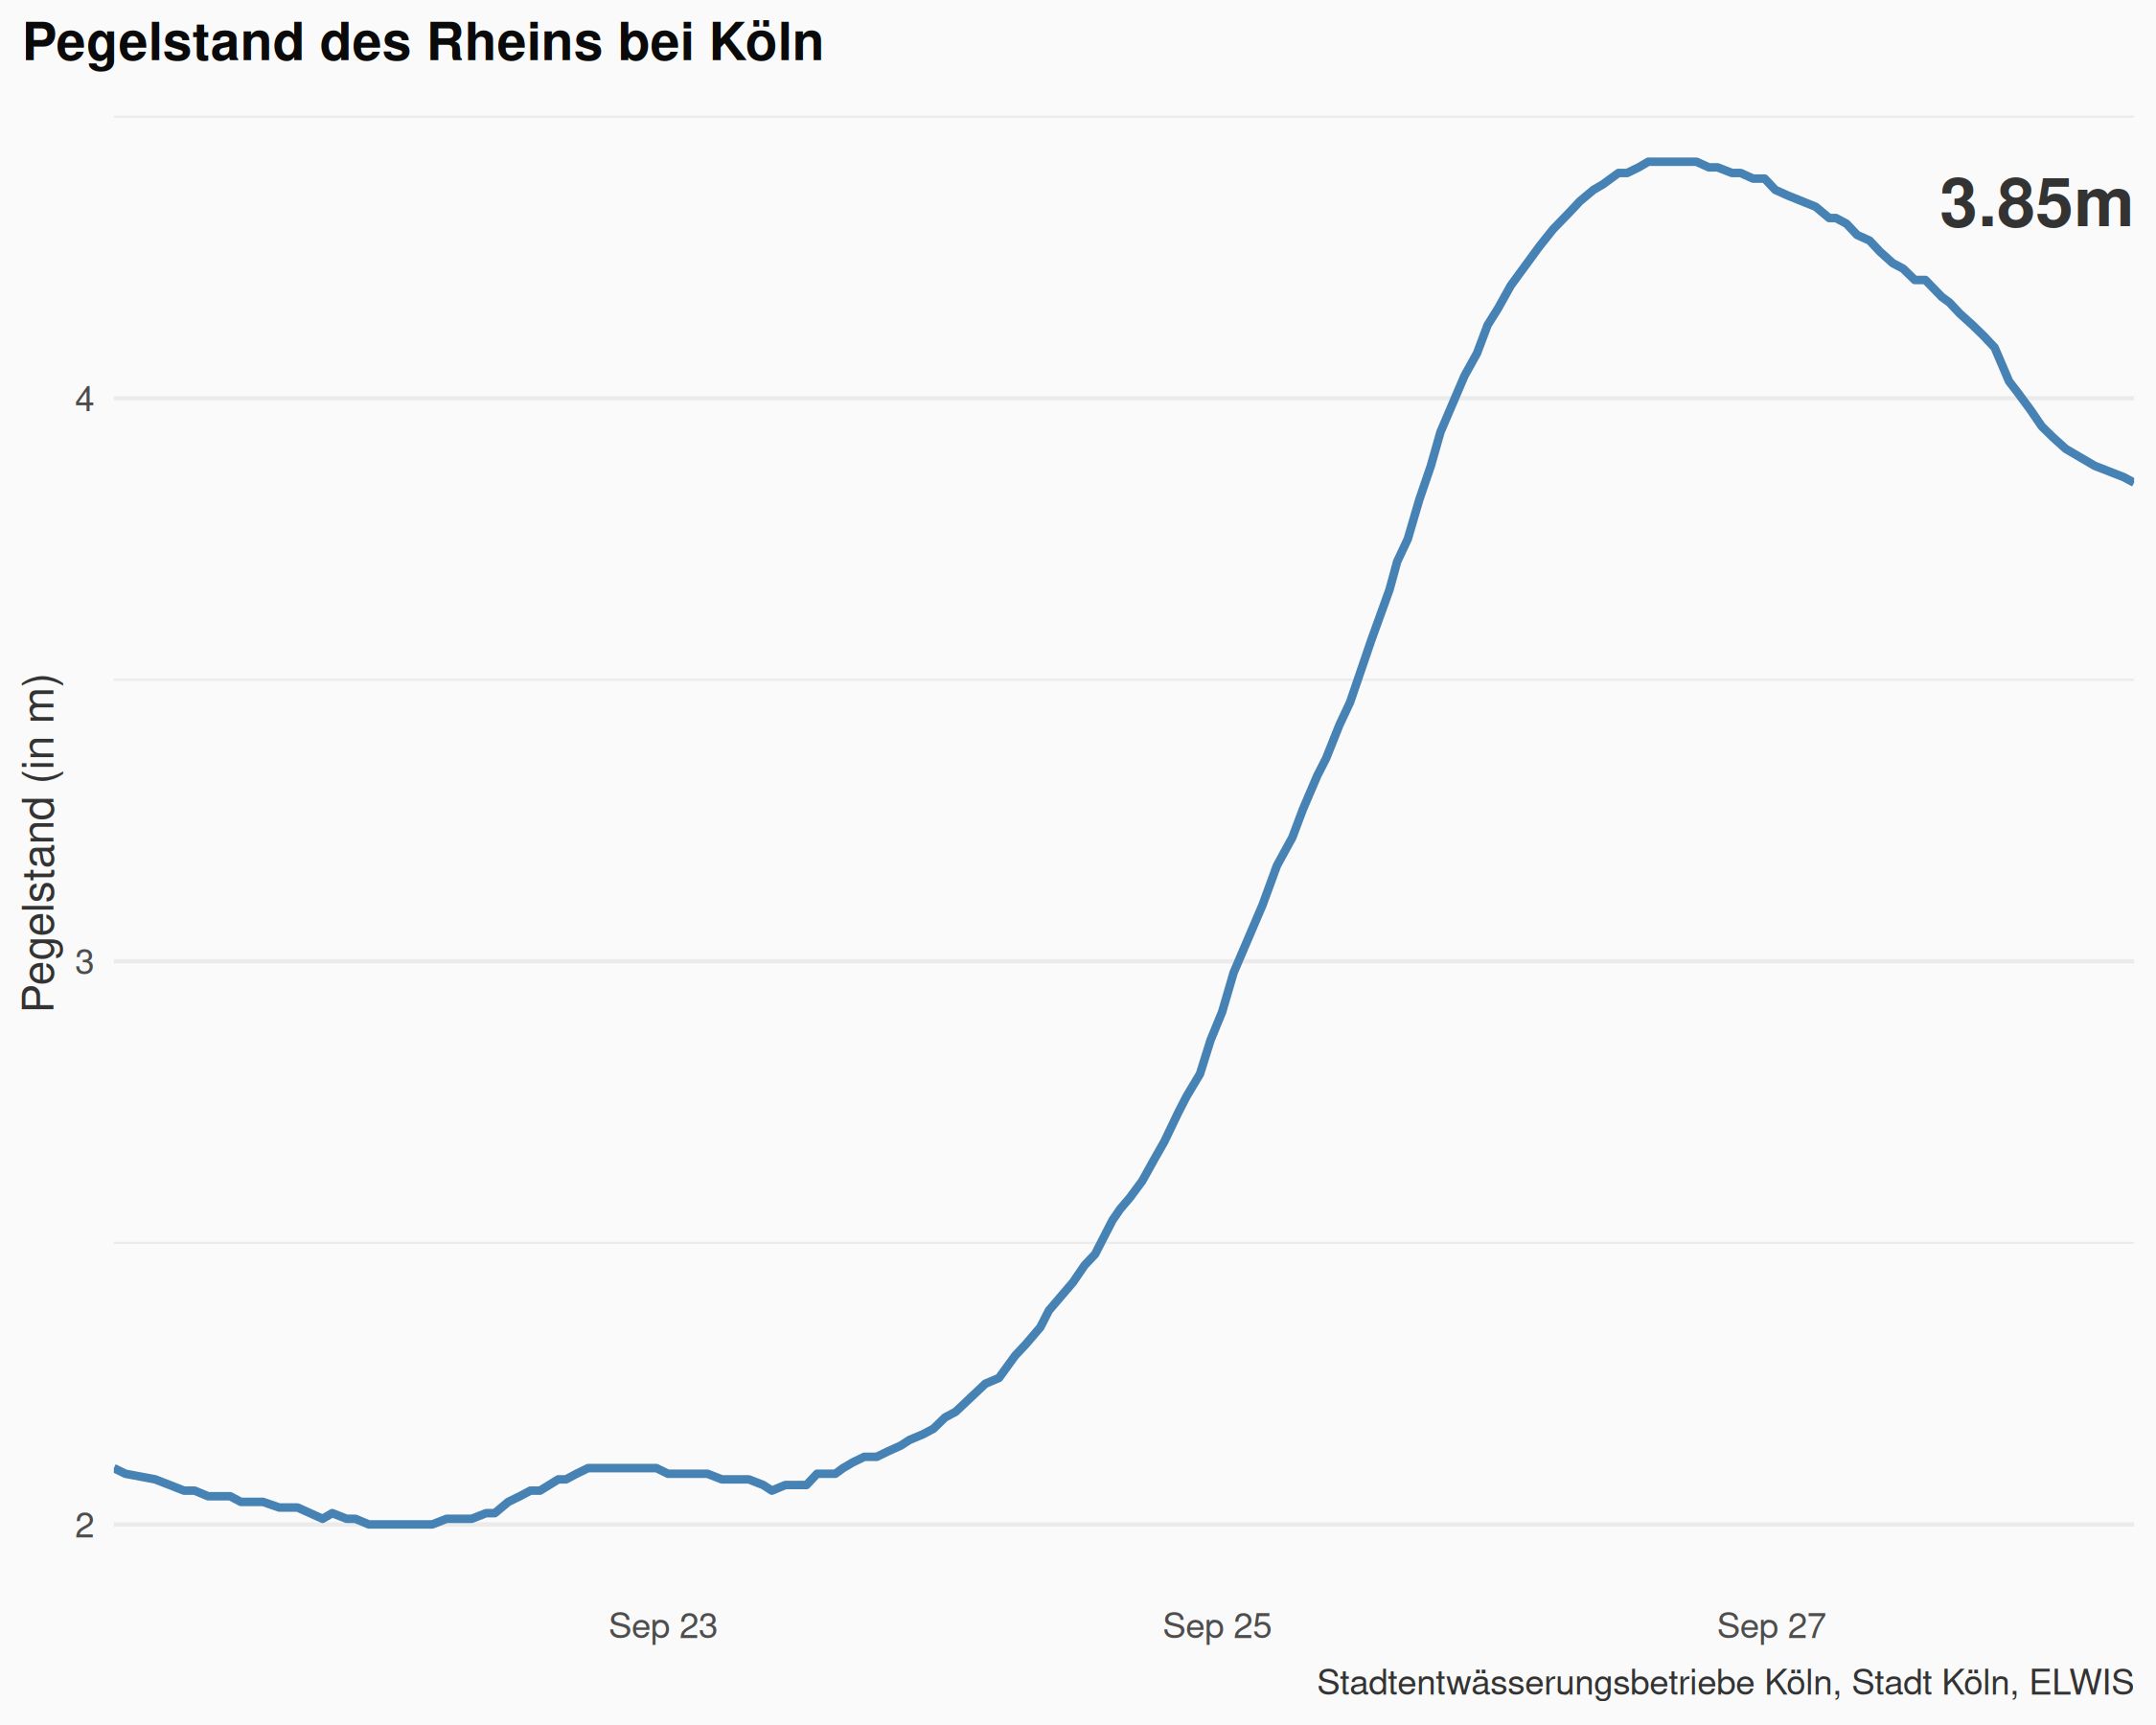 Pegelstand des Rheins bei Köln
3.85m
Pegelstand (in m)
4
3
2
Sep 23
Sep 25
Sep 27
Stadtentwässerungsbetriebe Köln, Stadt Köln, ELWIS